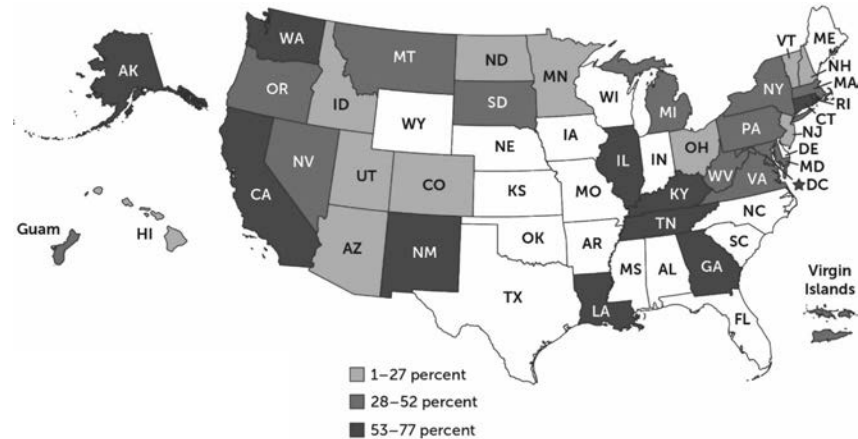 ME
VT
WA
MT
ND
AK
MN
NH
NY
MA
OR
WI
ID
SD
MI
RI
CT
WY
PA
NJ
IA
NE
OH
DE
NV
IL
IN
MD
UT
WV
CA
CO
VA
DC
KS
MO
KY
Guam
HI
NC
TN
AZ
NM
OK
AR
SC
MS
AL
GA
Virgin
Islands
TX
LA
FL
1–27 percent
28–52 percent
53–77 percent